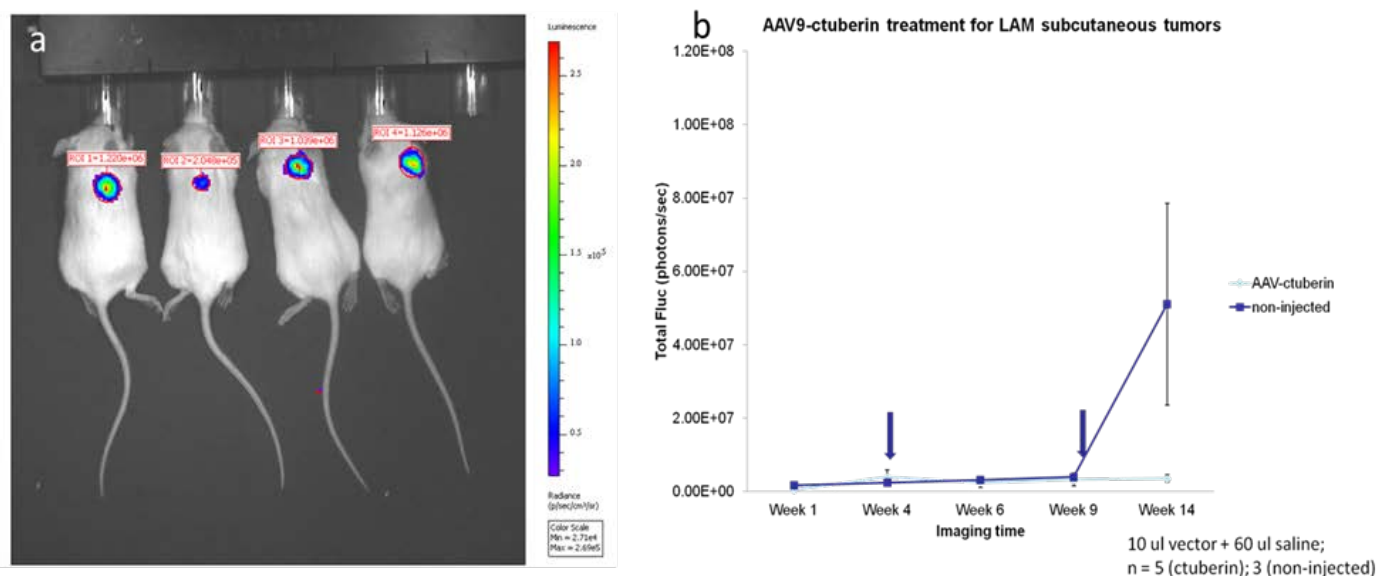 a
Luminescence
ROI 1=1.220e+06
ROI 2=2.048e+05
ROI 3=1.039e+06
ROI 4=1.126e+06
2.5
2.0
1.5
x10⁵
1.0
0.5
Radiance
(p/sec/cm²/sr)
Color Scale
Min = 2.71e4
Max = 2.69e5
b
AAV9-ctuberin treatment for LAM subcutaneous tumors
Total Fluc (photons/sec)
1.20E+08
1.00E+08
8.00E+07
6.00E+07
4.00E+07
2.00E+07
0.00E+00
Week 1 Week 4 Week 6 Week 9 Week 14
Imaging time
AAV-ctuberin
non-injected
10 ul vector + 60 ul saline;
n = 5 (ctuberin); 3 (non-injected)